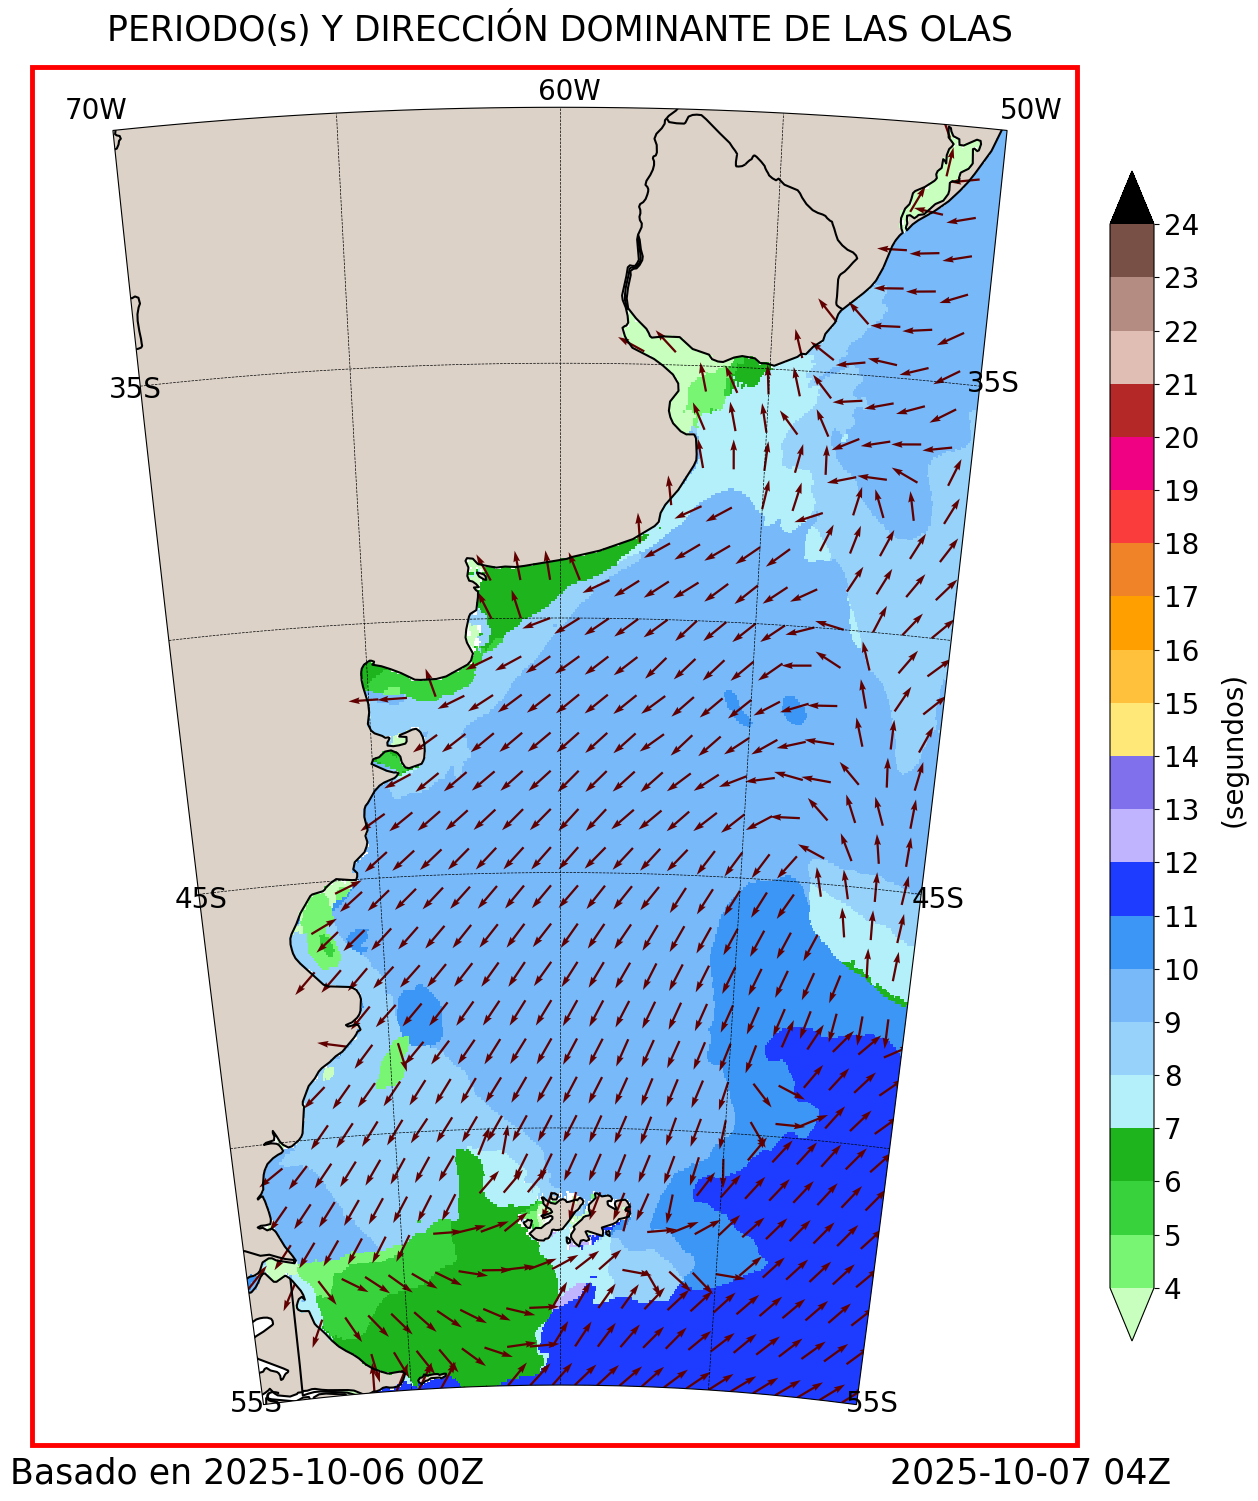 PERIODO(s) Y DIRECCIÓN DOMINANTE DE LAS OLAS
70W
60W
50W
35S
35S
45S
45S
55S
55S
24
23
22
21
20
19
18
17
16
15
14
13
12
11
10
9
8
7
6
5
4
(segundos)
Basado en 2025-10-06 00Z
2025-10-07 04Z